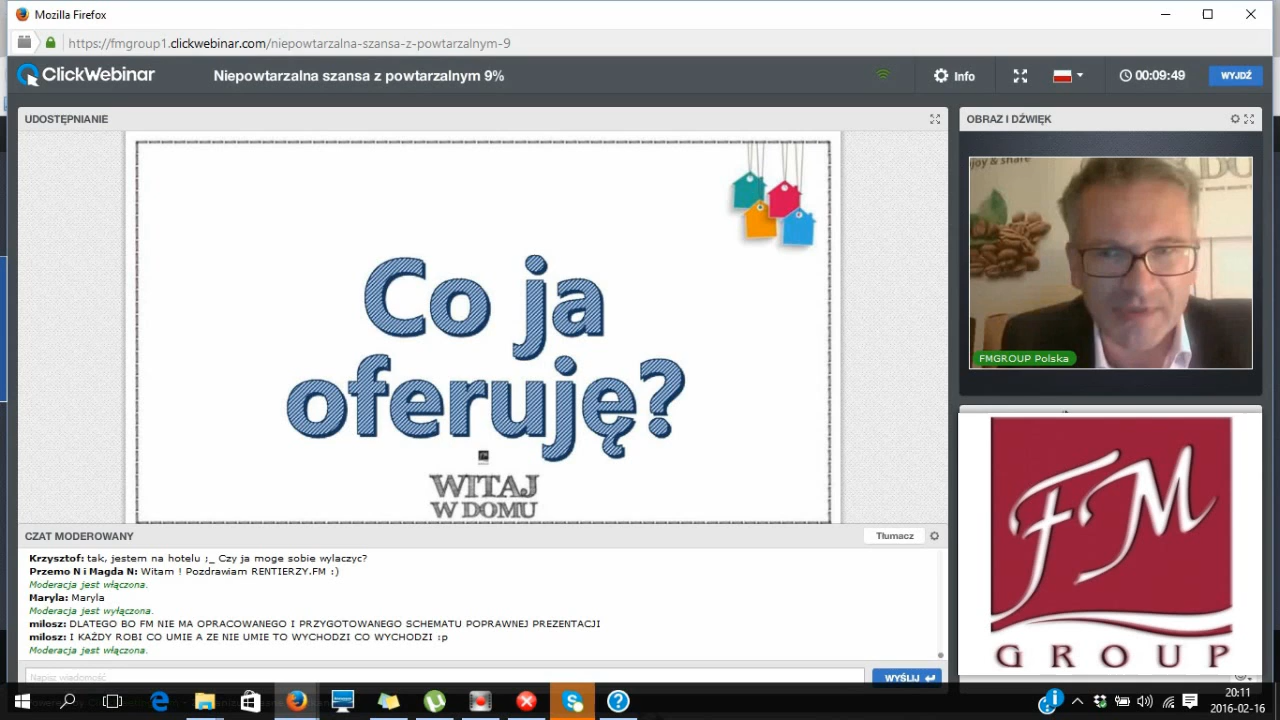 Mozilla Firefox
https://fmgroup1.clickwebinar.com/niepowtarzalna-szansa-z-powtarzalnym-9
ClickWebinar
Niepowtarzalna szansa z powtarzalnym 9%
Info
00:09:49
WYJDŹ
UDOSTĘPNIANIE
OBRAZ I DŹWIĘK
Co ja
oferuję?
WITAJ
W DOMU
joy & share
FMGROUP Polska
CZAT MODEROWANY
Tłumacz
Krzysztof: tak, jestem na hotelu ;_ Czy ja moge sobie wylaczyc?
Przemo N i Magda N: Witam ! Pozdrawiam RENTIERZY.FM :)
Moderacja jest włączona.
Maryla: Maryla
Moderacja jest wyłączona.
milosz: DLATEGO BO FM NIE MA OPRACOWANEGO I PRZYGOTOWANEGO SCHEMATU POPRAWNEJ PREZENTACJI
milosz: I KAŻDY ROBI CO UMIE A ZE NIE UMIE TO WYCHODZI CO WYCHODZI :p
Moderacja jest włączona.
Napisz wiadomość
WYŚLIJ
FM
GROUP
20:11
2016-02-16